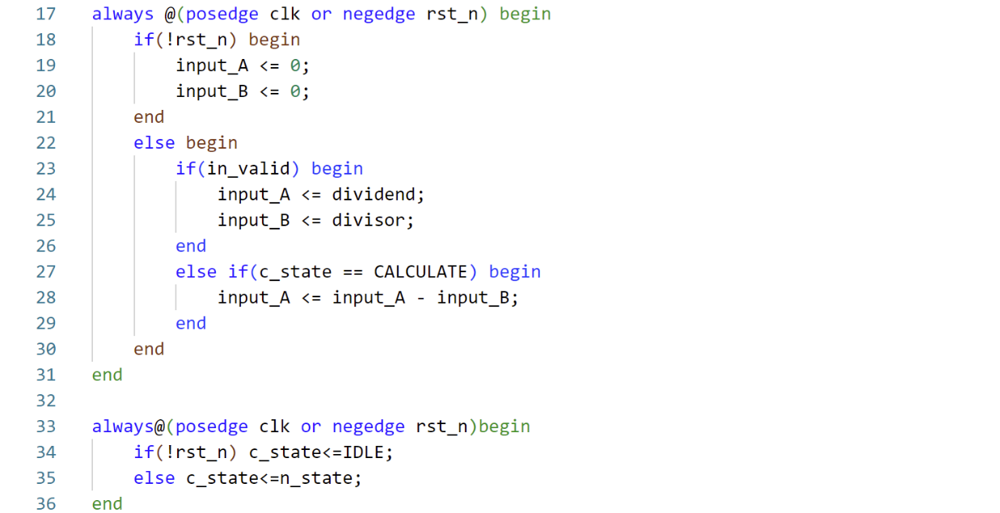 17 always @(posedge clk or negedge rst_n) begin
18     if(!rst_n) begin
19         input_A <= 0;
20         input_B <= 0;
21     end
22     else begin
23         if(in_valid) begin
24             input_A <= dividend;
25             input_B <= divisor;
26         end
27         else if(c_state == CALCULATE) begin
28             input_A <= input_A - input_B;
29         end
30     end
31 end
32
33 always@(posedge clk or negedge rst_n)begin
34     if(!rst_n) c_state<=IDLE;
35     else c_state<=n_state;
36 end